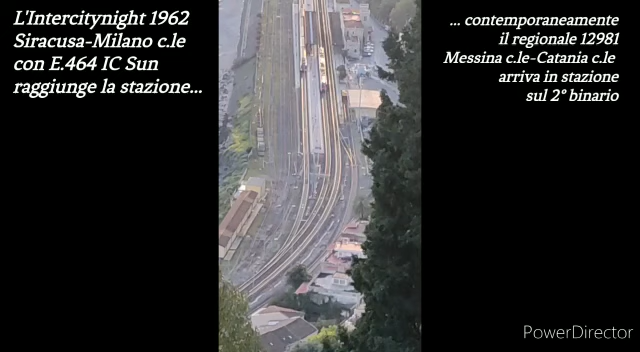 L'Intercitynight 1962
Siracusa-Milano c.le
con E.464 IC Sun
raggiunge la stazione...
... contemporaneamente
il regionale 12981
Messina c.le-Catania c.le
arriva in stazione
sul 2° binario
PowerDirector